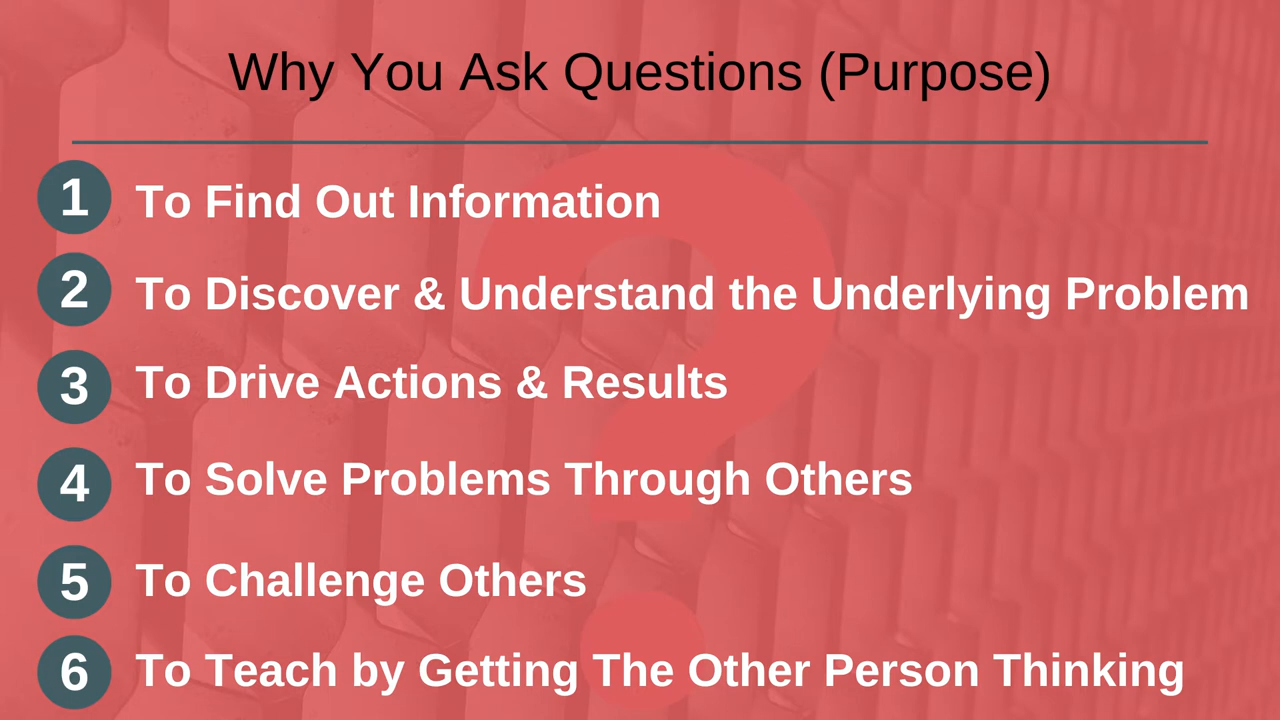 Why You Ask Questions (Purpose)
1 To Find Out Information
2 To Discover & Understand the Underlying Problem
3 To Drive Actions & Results
4 To Solve Problems Through Others
5 To Challenge Others
6 To Teach by Getting The Other Person Thinking